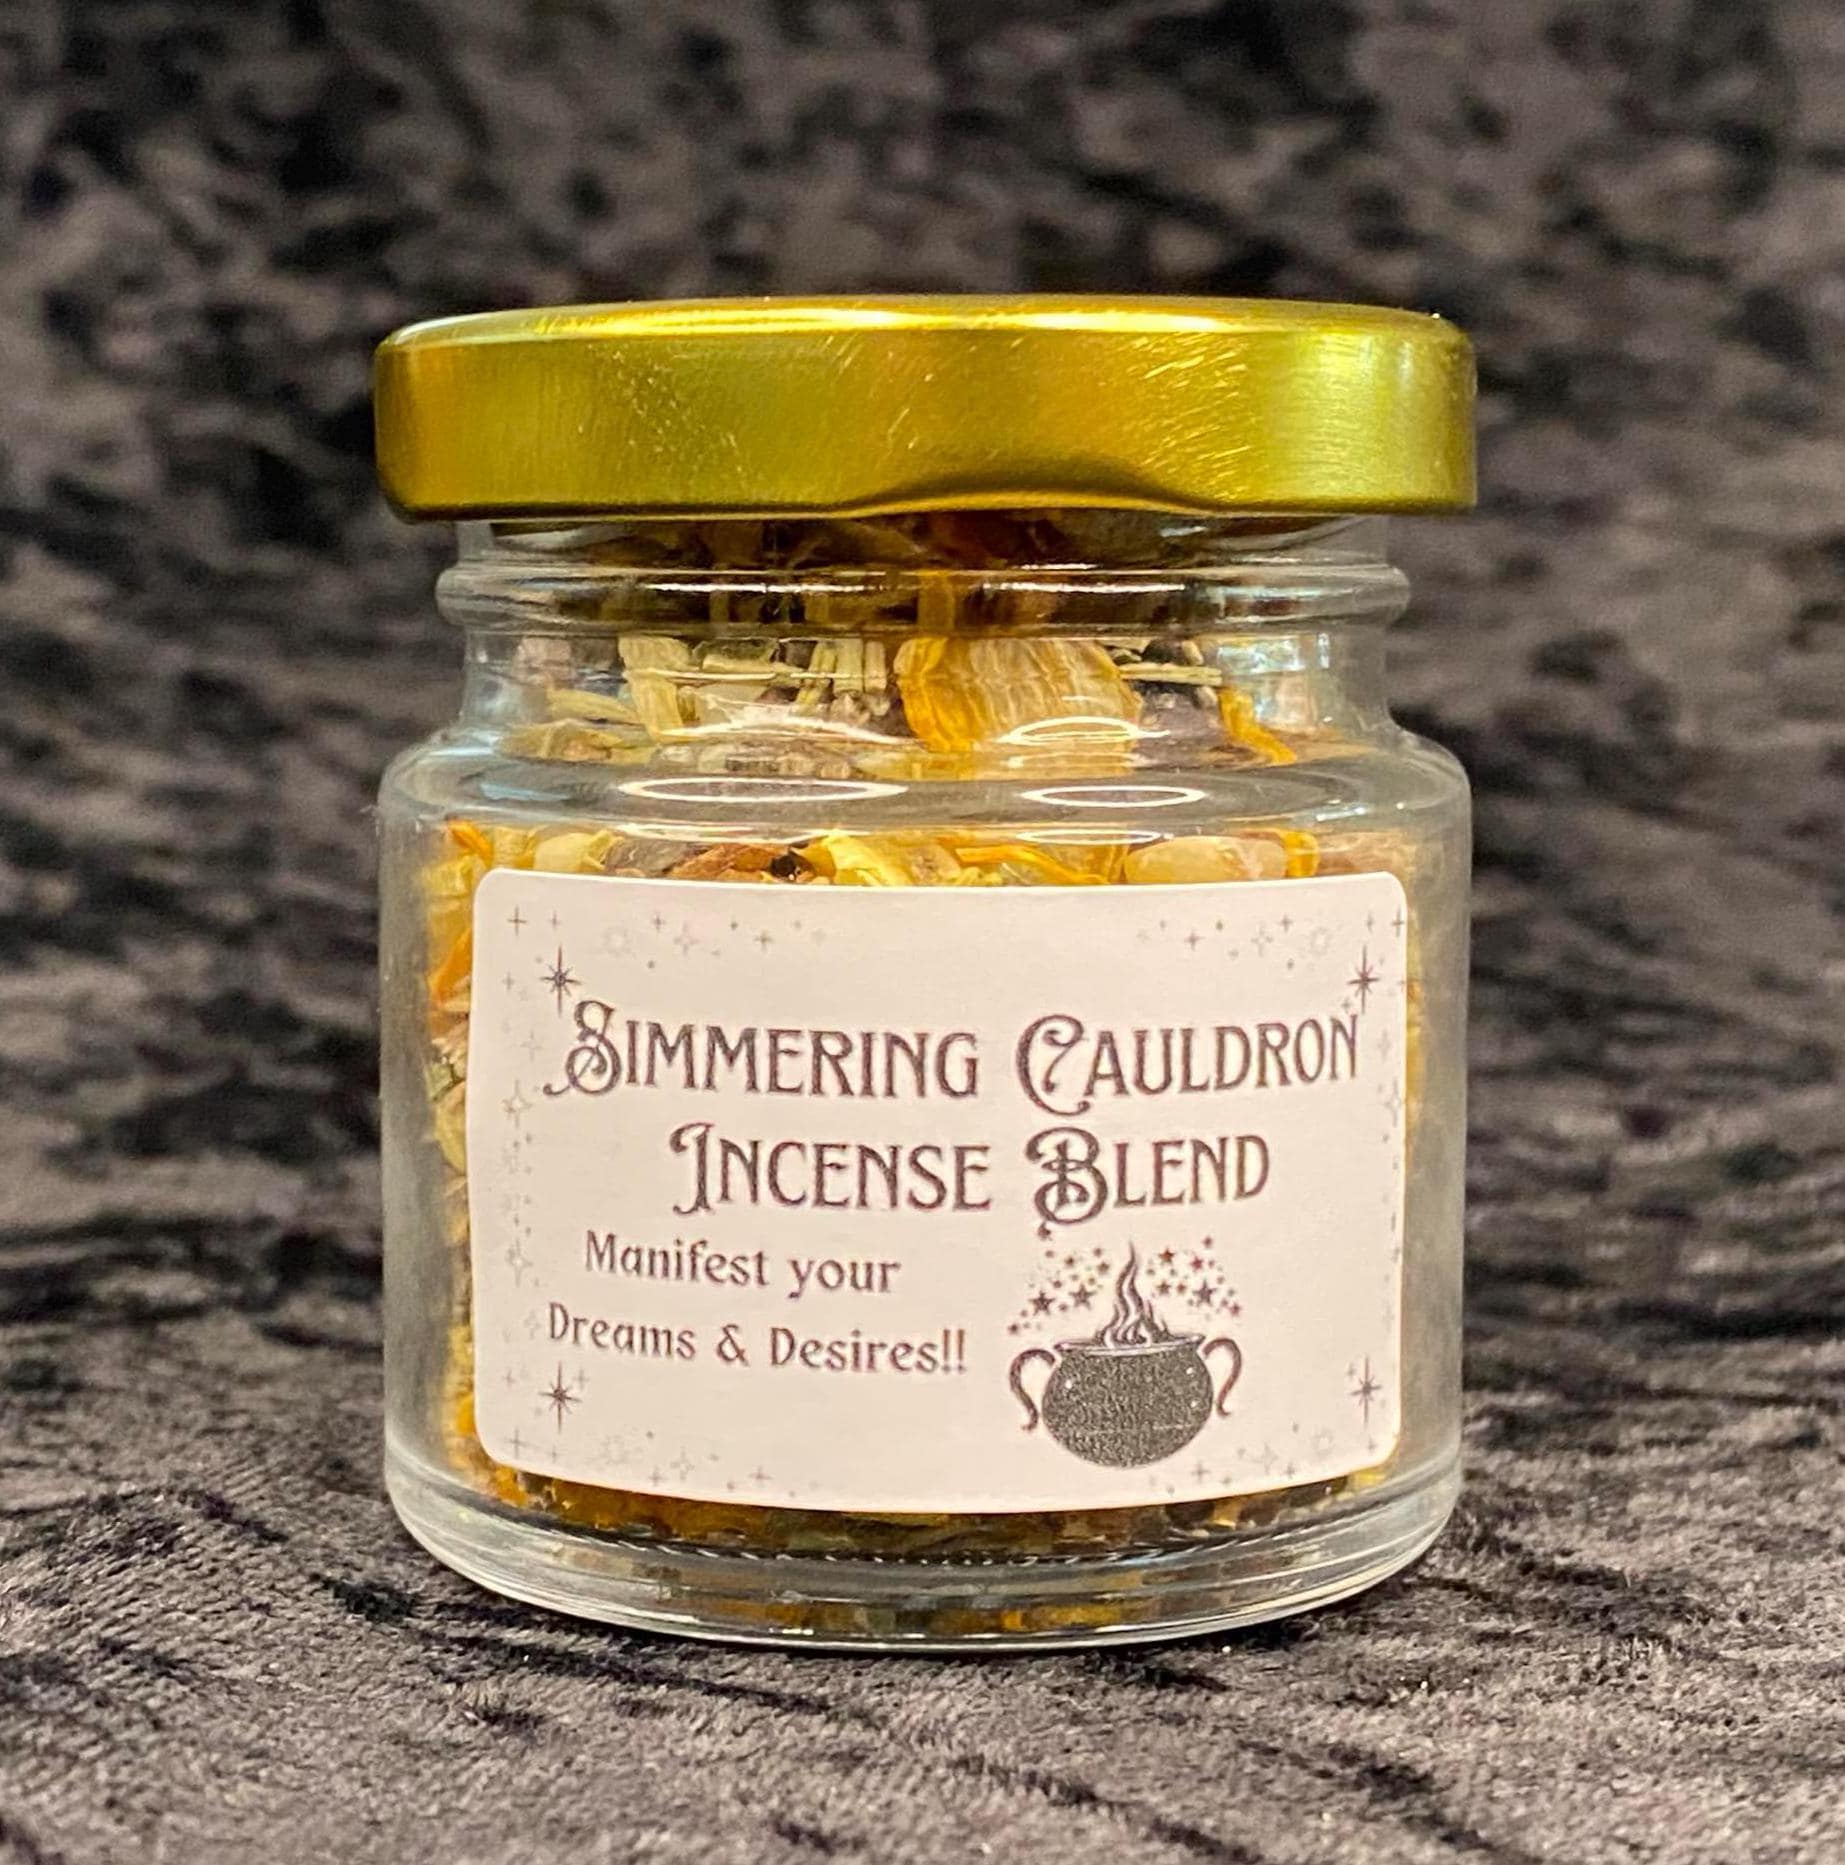 Simmering Cauldron
Incense Blend
Manifest your
Dreams & Desires!!